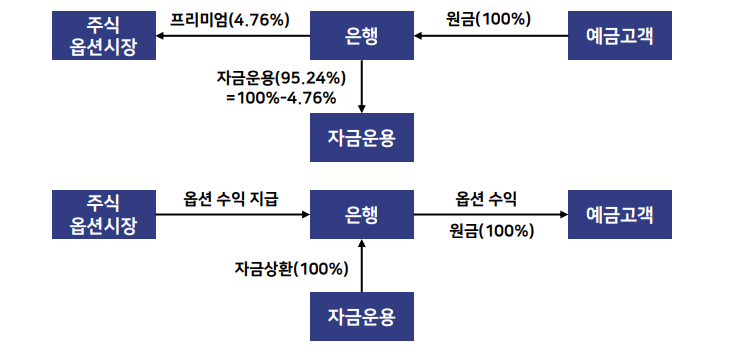 주식
옵션시장
프리미엄(4.76%)
은행
원금(100%)
예금고객
자금운용(95.24%)
=100%-4.76%
자금운용
주식
옵션시장
옵션 수익 지급
은행
옵션 수익
원금(100%)
예금고객
자금상환(100%)
자금운용